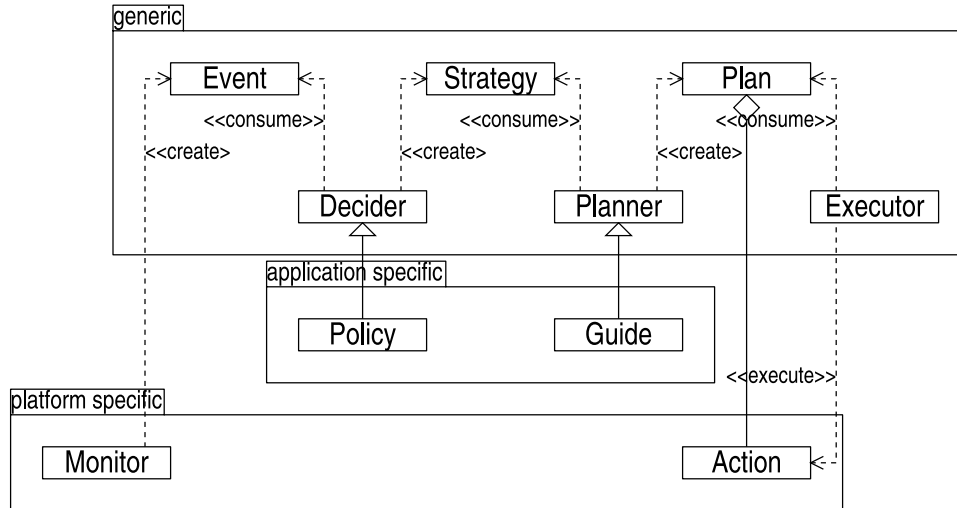 generic
Event
Strategy
Plan
<<consume>>
<<consume>>
<<consume>>
<<create>
<<create>
<<create>
Decider
Planner
Executor
application specific
Policy
Guide
<<execute>>
platform specific
Monitor
Action